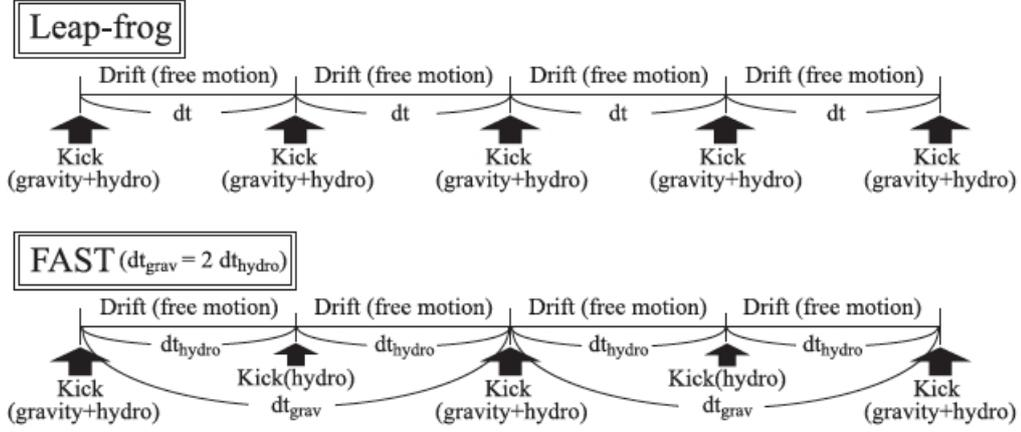 Leap-frog
Drift (free motion) Drift (free motion) Drift (free motion) Drift (free motion)
dt dt dt dt
Kick Kick Kick Kick Kick
(gravity+hydro) (gravity+hydro) (gravity+hydro) (gravity+hydro) (gravity+hydro)
FAST (dtgrav = 2 dthydro)
Drift (free motion) Drift (free motion) Drift (free motion) Drift (free motion)
dthydro dthydro dthydro dthydro
Kick Kick(hydro) Kick Kick(hydro) Kick
(gravity+hydro) dtgrav (gravity+hydro) dtgrav (gravity+hydro)